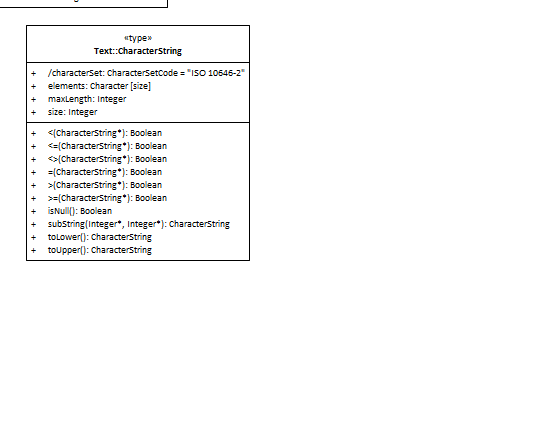 «type»
Text::CharacterString
+ /characterSet: CharacterSetCode = "ISO 10646-2"
+ elements: Character [size]
+ maxLength: Integer
+ size: Integer
+ <(CharacterString*): Boolean
+ <=(CharacterString*): Boolean
+ <>(CharacterString*): Boolean
+ =(CharacterString*): Boolean
+ >(CharacterString*): Boolean
+ >=(CharacterString*): Boolean
+ isNull(): Boolean
+ subString(Integer*, Integer*): CharacterString
+ toLower(): CharacterString
+ toUpper(): CharacterString